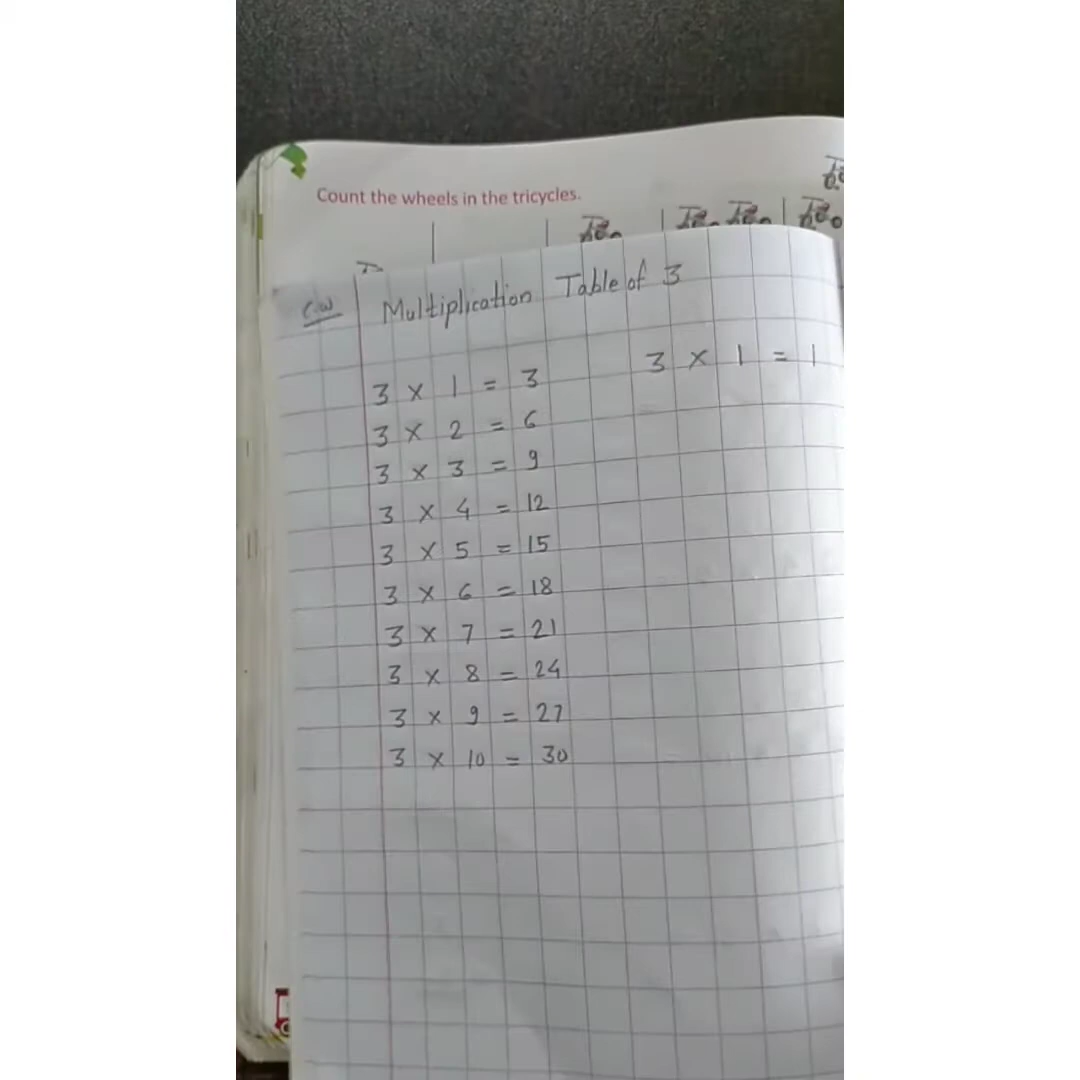 Count the wheels in the tricycles.
C.W Multiplication Table of 3
3 × 1 = 3
3 × 1 = 1
3 × 2 = 6
3 × 3 = 9
3 × 4 = 12
3 × 5 = 15
3 × 6 = 18
3 × 7 = 21
3 × 8 = 24
3 × 9 = 27
3 × 10 = 30